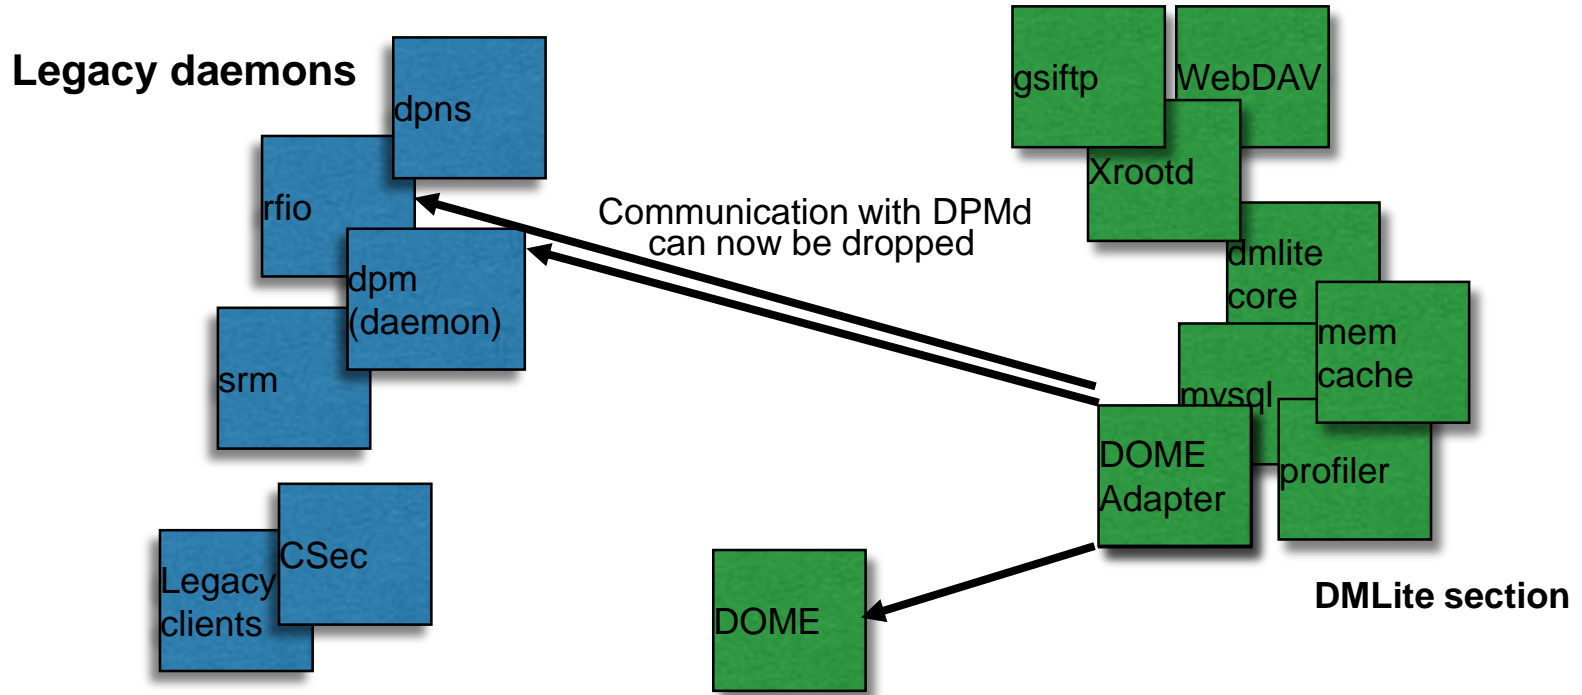 Legacy daemons
dpns
rfio
dpm
(daemon)
srm
CSec
Legacy
clients
Communication with DPMd
can now be dropped
gsiftp
WebDAV
Xrootd
dmlite
core
mem
cache
mysql
DOME
Adapter
profiler
DOME
DMLite section